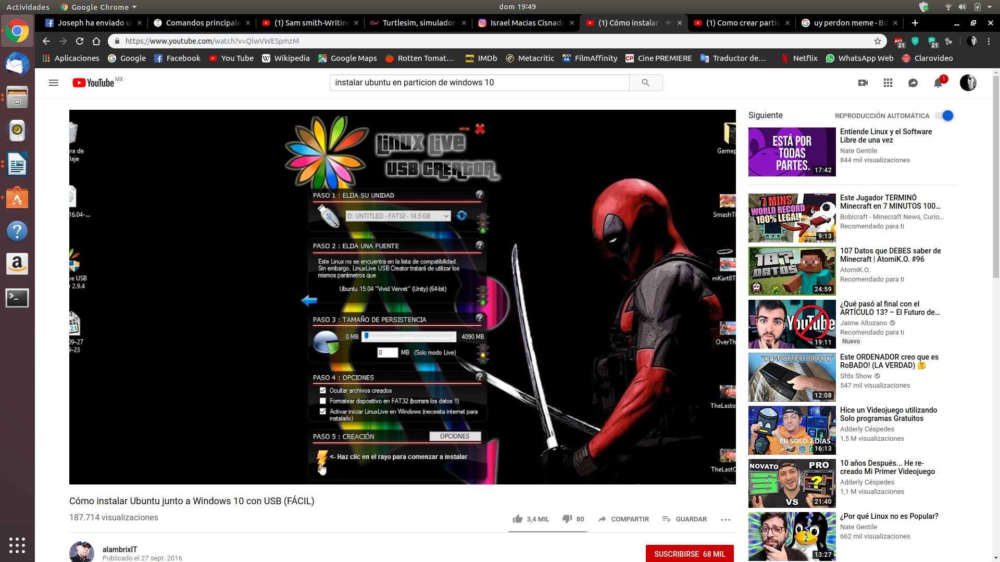 Actividades
Google Chrome
dom 19:49
Joseph ha enviado u
Comandos principale
(1) Sam smith-Writing
Turtlesim, simulador
Israel Macias Cisnado
(1) Cómo instalar
(1) Como crear partic
uy perdon meme - Bu
https://www.youtube.com/watch?v=QlwVWESpmzM
21
21
Aplicaciones
Google
Facebook
You Tube
Wikipedia
Google Maps
Rotten Tomat...
IMDb
Metacritic
FilmAffinity
Cine PREMIERE
Traductor de...
Netflix
WhatsApp Web
Clarovideo
YouTube MX
instalar ubuntu en particion de windows 10
1
Linux Live
USB Creator
PASO 1 : ELIJA SU UNIDAD
D: UNTITLED - FAT32 - 14.5 GB
PASO 2 : ELIJA UNA FUENTE
Este Linux no se encuentra en la lista de compatibilidad.
Sin embargo, LinuxLive USB Creator tratará de utilizar los
mismos parámetros que
Ubuntu 15.04 "Vivid Vervet" (Unity) (64-bit)
PASO 3 : TAMAÑO DE PERSISTENCIA
0 MB
4090 MB
0
MB
(Solo modo Live)
PASO 4 : OPCIONES
Ocultar archivos creados
Formatear dispositivo en FAT32 (borrara los datos !!)
Activar iniciar LinuxLive en Windows (necesita internet para
instalarlo)
PASO 5 : CREACIÓN
OPCIONES
<- Haz clic en el rayo para comenzar a instalar
era de
laje
16.04-...
ve USB
r 2.9.4
09-27
9-23
Gamep
SmashTh
mKart8T
OverTh
TheLasto
TheLastO
Cómo instalar Ubuntu junto a Windows 10 con USB (FÁCIL)
187.714 visualizaciones
3,4 MIL
80
COMPARTIR
GUARDAR
alambrixIT
Publicado el 27 sept. 2016
SUSCRIBIRSE 68 MIL
Siguiente
REPRODUCCIÓN AUTOMÁTICA
ESTÁ POR
TODAS
PARTES.
17:42
Entiende Linux y el Software
Libre de una vez
Nate Gentile
844 mil visualizaciones
7 MINS
WORLD RECORD
100% LEGAL
9:13
Este Jugador TERMINÓ
Minecraft en 7 MINUTOS 100...
Bobicraft - Minecraft News, Curio...
Recomendado para ti
107
DATOS
24:59
107 Datos que DEBES saber de
Minecraft | AtomiK.O. #96
AtomiK.O.
Recomendado para ti
YouTube
19:11
¿Qué pasó al final con el
ARTÍCULO 13? – El Futuro de...
Jaime Altozano
Recomendado para ti
Nuevo
"DEMASIADO BARATO"
12:08
Este ORDENADOR creo que es
RoBADO! (LA VERDAD)
Sfdx Show
547 mil visualizaciones
EN SOLO 2 DÍAS
16:13
Hice un Videojuego utilizando
Solo programas Gratuitos
Adderly Céspedes
1,5 M visualizaciones
NOVATO
PRO
VS
21:40
10 años Después... He re-
creado Mi Primer Videojuego
Adderly Céspedes
1,1 M visualizaciones
13:27
¿Por qué Linux no es Popular?
Nate Gentile
662 mil visualizaciones